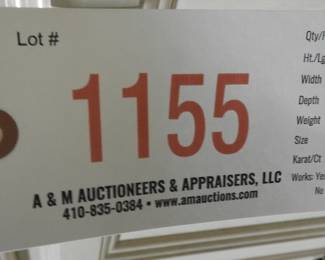 Lot #
1155
A & M AUCTIONEERS & APPRAISERS, LLC
410-835-0384 • www.amauctions.com
Ht./Lg
Width
Depth
Weight
Size
Karat/Ct
Works: Yes
No